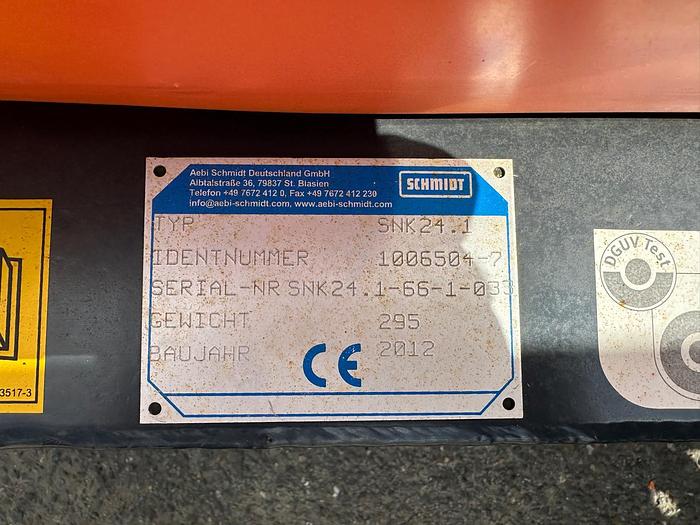 Aebi Schmidt Deutschland GmbH
Albtalstraße 36, 79837 St. Blasien
Telefon +49 7672 412 0, Fax +49 7672 412 230
info@aebi-schmidt.com, www.aebi-schmidt.com
SCHMIDT
TYP SNK24.1
IDENTNUMMER 1006504-7
SERIAL-NR SNK24.1-66-1-033
GEWICHT 295
BAUJAHR 2012
CE
DGUV Test
3517-3